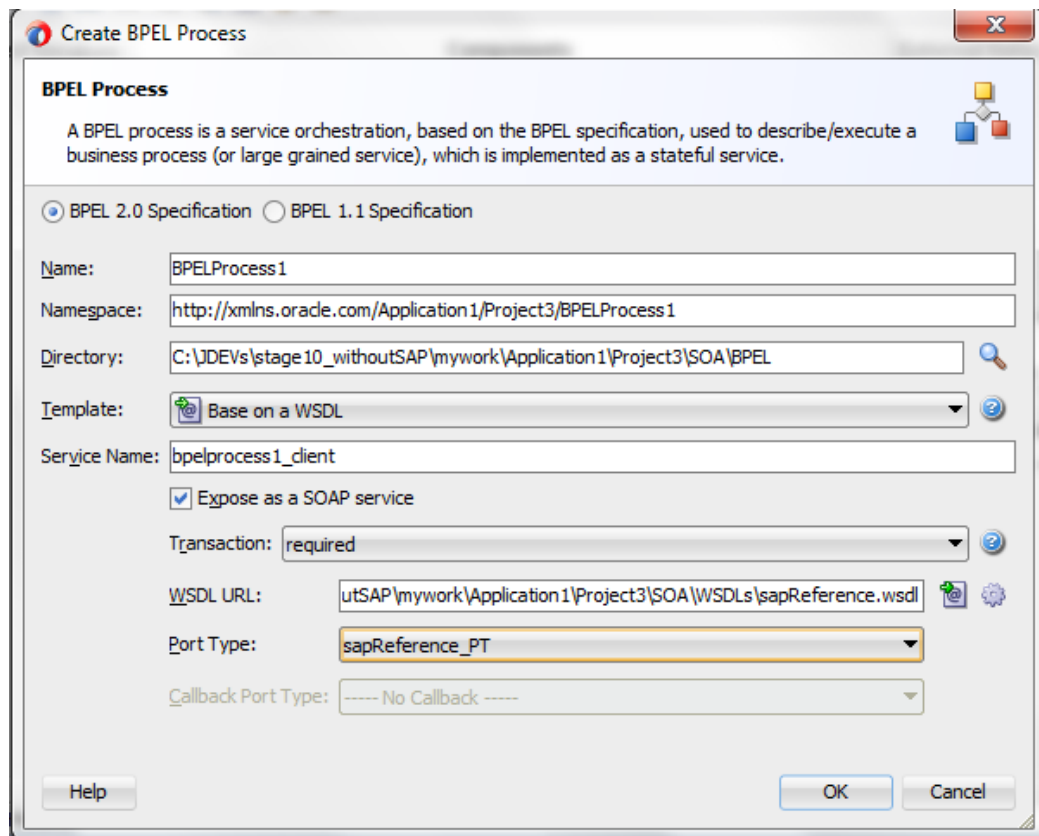 Create BPEL Process
BPEL Process
A BPEL process is a service orchestration, based on the BPEL specification, used to describe/execute a
business process (or large grained service), which is implemented as a stateful service.
BPEL 2.0 Specification BPEL 1.1 Specification
Name: BPELProcess1
Namespace: http://xmlns.oracle.com/Application1/Project3/BPELProcess1
Directory: C:\JDEVs\stage10_withoutSAP\mywork\Application1\Project3\SOA\BPEL
Template: Base on a WSDL
Service Name: bpelprocess1_client
Expose as a SOAP service
Transaction: required
WSDL URL: utSAP\mywork\Application1\Project3\SOA\WSDLs\sapReference.wsdl
Port Type: sapReference_PT
Callback Port Type: ----- No Callback -----
Help OK Cancel